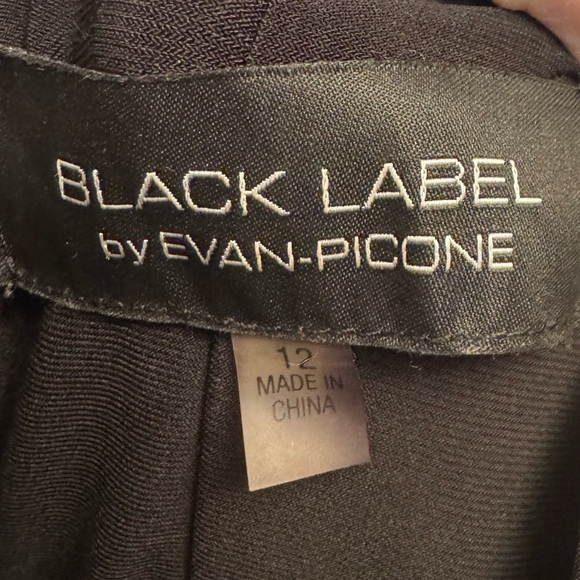 BLACK LABEL
by EVAN-PICONE
12
MADE IN
CHINA